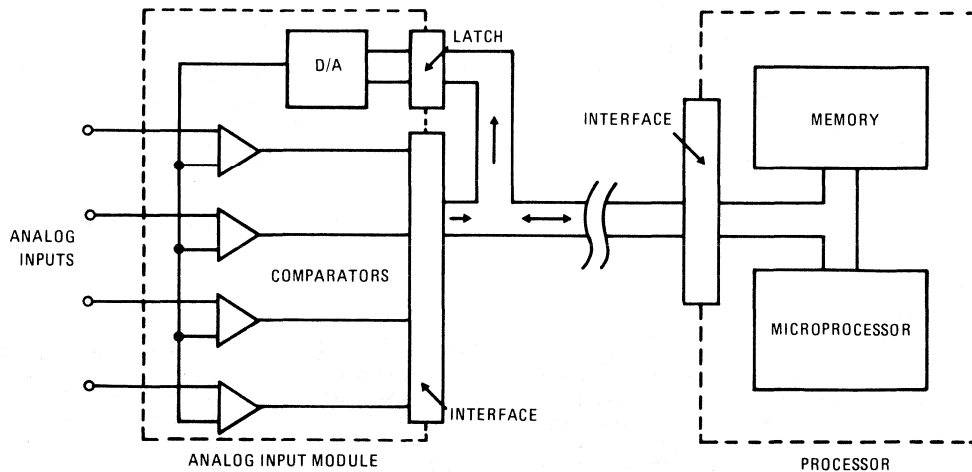 LATCH
D/A
INTERFACE
MEMORY
ANALOG
INPUTS
COMPARATORS
MICROPROCESSOR
INTERFACE
ANALOG INPUT MODULE
PROCESSOR